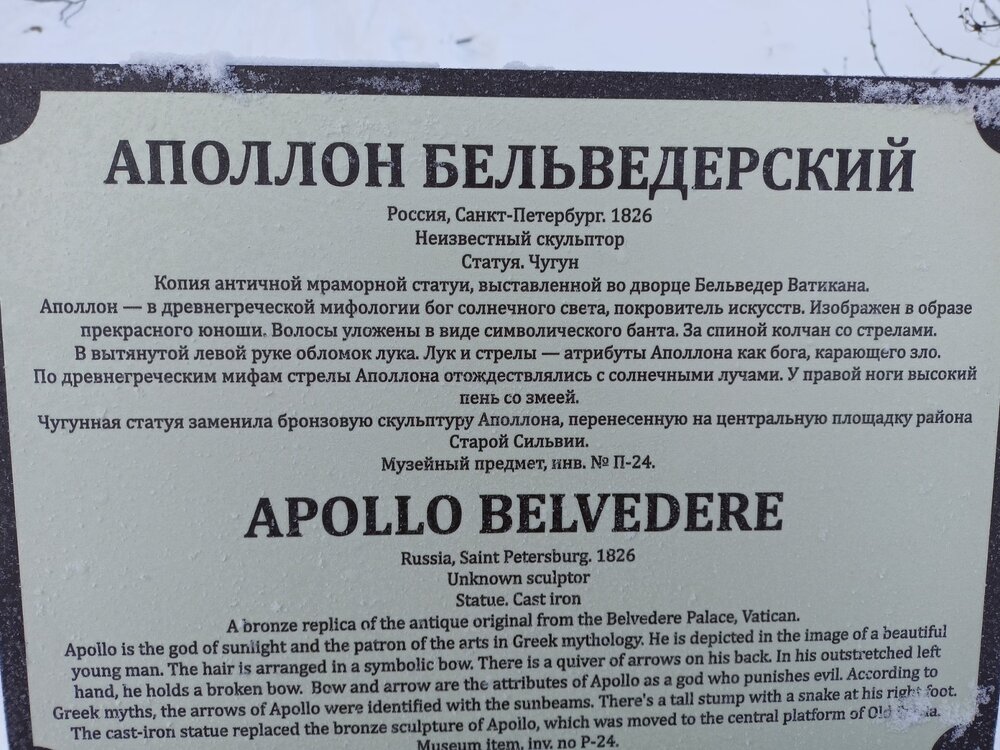 АПОЛЛОН БЕЛЬВЕДЕРСКИЙ
Россия, Санкт-Петербург. 1826
Неизвестный скульптор
Статуя. Чугун
Копия античной мраморной статуи, выставленной во дворце Бельведер Ватикана.
Аполлон — в древнегреческой мифологии бог солнечного света, покровитель искусств. Изображен в образе
прекрасного юноши. Волосы уложены в виде символического банта. За спиной колчан со стрелами.
В вытянутой левой руке обломок лука. Лук и стрелы — атрибуты Аполлона как бога, карающего зло.
По древнегреческим мифам стрелы Аполлона отождествлялись с солнечными лучами. У правой ноги высокий
пень со змеей.
Чугунная статуя заменила бронзовую скульптуру Аполлона, перенесенную на центральную площадку района
Старой Сильвии.
Музейный предмет, инв. № П-24.
APOLLO BELVEDERE
Russia, Saint Petersburg. 1826
Unknown sculptor
Statue. Cast iron
A bronze replica of the antique original from the Belvedere Palace, Vatican.
Apollo is the god of sunlight and the patron of the arts in Greek mythology. He is depicted in the image of a beautiful
young man. The hair is arranged in a symbolic bow. There is a quiver of arrows on his back. In his outstretched left
hand, he holds a broken bow. Bow and arrow are the attributes of Apollo as a god who punishes evil. According to
Greek myths, the arrows of Apollo were identified with the sunbeams. There's a tall stump with a snake at his right foot.
The cast-iron statue replaced the bronze sculpture of Apollo, which was moved to the central platform of Old
Museum item, inv. no P-24.